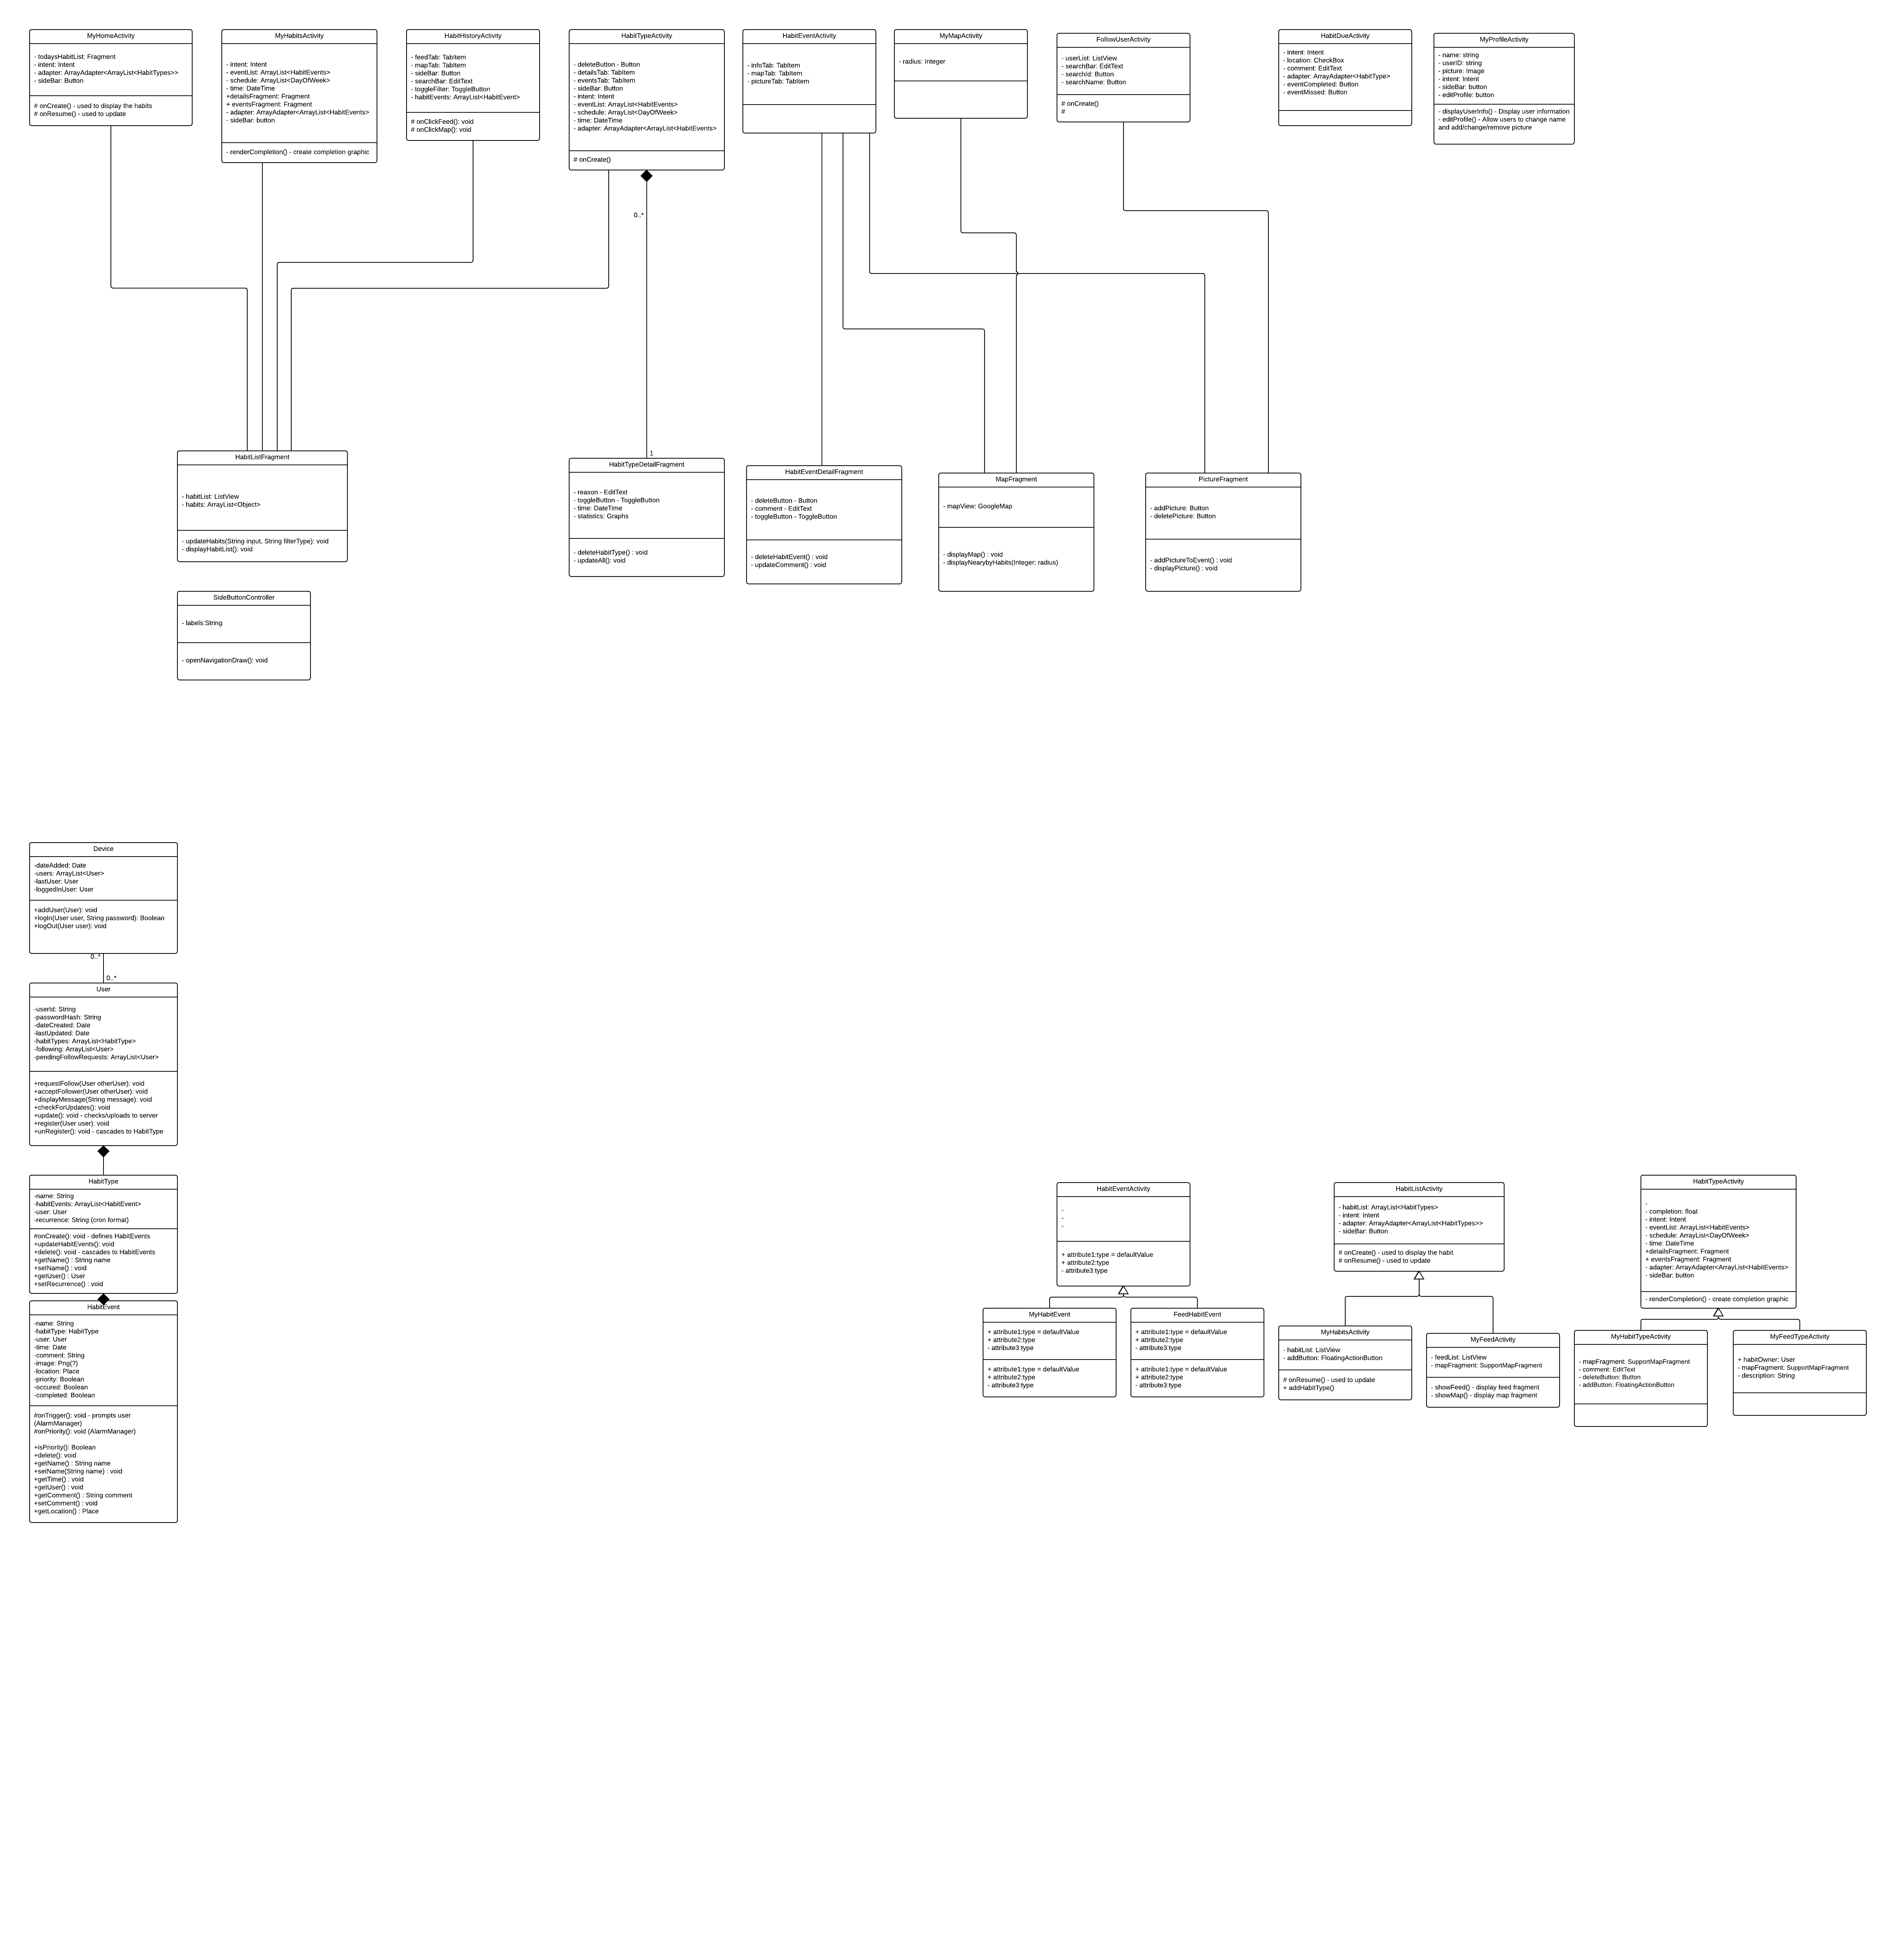 MyHomeActivity
- todaysHabitList: Fragment
- intent: Intent
- adapter: ArrayAdapter<ArrayList<HabitTypes>>
- sideBar: Button
# onCreate() - used to display the habits
# onResume() - used to update
MyHabitsActivity
- intent: Intent
- eventList: ArrayList<HabitEvents>
- schedule: ArrayList<DayOfWeek>
- time: DateTime
+detailsFragment: Fragment
+ eventsFragment: Fragment
- adapter: ArrayAdapter<ArrayList<HabitEvents>
- sideBar: button
- renderCompletion() - create completion graphic
HabitHistoryActivity
- feedTab: TabItem
- mapTab: TabItem
- sideBar: Button
- searchBar: EditText
- toggleFilter: ToggleButton
- habitEvents: ArrayList<HabitEvent>
# onClickFeed(): void
# onClickMap(): void
HabitTypeActivity
- deleteButton - Button
- detailsTab: TabItem
- eventsTab: TabItem
- sideBar: Button
- intent: Intent
- eventList: ArrayList<HabitEvents>
- schedule: ArrayList<DayOfWeek>
- time: DateTime
- adapter: ArrayAdapter<ArrayList<HabitEvents>
# onCreate()
HabitEventActivity
- infoTab: TabItem
- mapTab: TabItem
- pictureTab: TabItem
MyMapActivity
- radius: Integer
FollowUserActivity
- userList: ListView
- searchBar: EditText
- searchId: Button
- searchName: Button
# onCreate()
#
HabitDueActivity
- intent: Intent
- location: CheckBox
- comment: EditText
- adapter: ArrayAdapter<HabitType>
- eventCompleted: Button
- eventMissed: Button
MyProfileActivity
- name: string
- userID: string
- picture: Image
- intent: Intent
- sideBar: button
- editProfile: button
- displayUserInfo() - Display user information
- editProfile() - Allow users to change name
and add/change/remove picture
0..*
1
HabitListFragment
- habitList: ListView
- habits: ArrayList<Object>
- updateHabits(String input, String filterType): void
- displayHabitList(): void
HabitTypeDetailFragment
- reason - EditText
- toggleButton - ToggleButton
- time: DateTime
- statistics: Graphs
- deleteHabitType() : void
- updateAll(): void
HabitEventDetailFragment
- deleteButton - Button
- comment - EditText
- toggleButton - ToggleButton
- deleteHabitEvent() : void
- updateComment() : void
MapFragment
- mapView: GoogleMap
- displayMap() : void
- displayNearybyHabits(Integer: radius)
PictureFragment
- addPicture: Button
- deletePicture: Button
- addPictureToEvent() : void
- displayPicture() : void
SideButtonController
- labels:String
- openNavigationDraw(): void
Device
-dateAdded: Date
-users: ArrayList<User>
-lastUser: User
-loggedInUser: User
+addUser(User): void
+logIn(User user, String password): Boolean
+logOut(User user): void
0..*
0..*
User
-userId: String
-passwordHash: String
-dateCreated: Date
-lastUpdated: Date
-habitTypes: ArrayList<HabitType>
-following: ArrayList<User>
-pendingFollowRequests: ArrayList<User>
+requestFollow(User otherUser): void
+acceptFollower(User otherUser): void
+displayMessage(String message): void
+checkForUpdates(): void
+update(): void - checks/uploads to server
+register(User user): void
+unRegister(): void - cascades to HabitType
HabitType
-name: String
-habitEvents: ArrayList<HabitEvent>
-user: User
-recurrence: String (cron format)
#onCreate(): void - defines HabitEvents
+updateHabitEvents(): void
+delete(): void - cascades to HabitEvents
+getName() : String name
+setName() : void
+getUser() : User
+setRecurrence() : void
HabitEvent
-name: String
-habitType: HabitType
-user: User
-time: Date
-comment: String
-image: Png(?)
-location: Place
-priority: Boolean
-occured: Boolean
-completed: Boolean
#onTrigger(): void - prompts user
(AlarmManager)
#onPriority(): void (AlarmManager)
+isPriority(): Boolean
+delete(): void
+getName() : String name
+setName(String name) : void
+getTime() : void
+getUser() : void
+getComment() : String comment
+setComment() : void
+getLocation() : Place
HabitEventActivity
-
-
-
+ attribute1:type = defaultValue
+ attribute2:type
- attribute3:type
MyHabitEvent
+ attribute1:type = defaultValue
+ attribute2:type
- attribute3:type
+ attribute1:type = defaultValue
+ attribute2:type
- attribute3:type
FeedHabitEvent
+ attribute1:type = defaultValue
+ attribute2:type
- attribute3:type
+ attribute1:type = defaultValue
+ attribute2:type
- attribute3:type
HabitListActivity
- habitList: ArrayList<HabitTypes>
- intent: Intent
- adapter: ArrayAdapter<ArrayList<HabitTypes>>
- sideBar: Button
# onCreate() - used to display the habit
# onResume() - used to update
MyHabitsActivity
- habitList: ListView
- addButton: FloatingActionButton
# onResume() - used to update
+ addHabitType()
MyFeedActivity
- feedList: ListView
- mapFragment: SupportMapFragment
- showFeed() - display feed fragment
- showMap() - display map fragment
HabitTypeActivity
-
- completion: float
- intent: Intent
- eventList: ArrayList<HabitEvents>
- schedule: ArrayList<DayOfWeek>
- time: DateTime
+detailsFragment: Fragment
+ eventsFragment: Fragment
- adapter: ArrayAdapter<ArrayList<HabitEvents>
- sideBar: button
- renderCompletion() - create completion graphic
MyHabitTypeActivity
- mapFragment: SupportMapFragment
- comment: EditText
- deleteButton: Button
- addButton: FloatingActionButton
MyFeedTypeActivity
+ habitOwner: User
- mapFragment: SupportMapFragment
- description: String